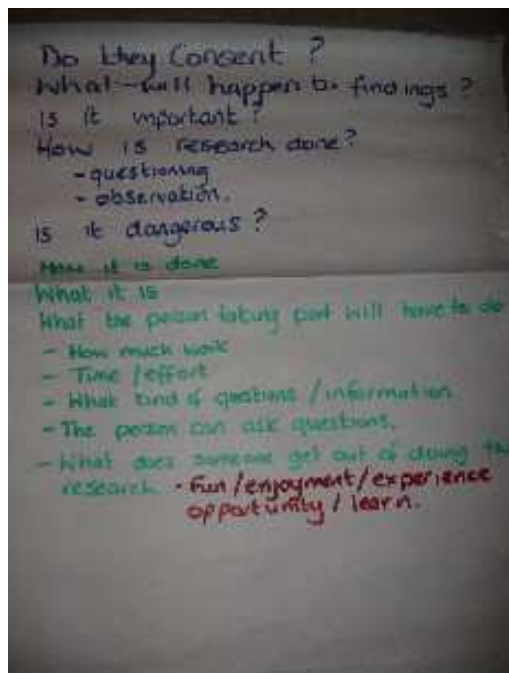 Do they Consent ?
What will happen to findings ?
Is it important ?
How is research done?
- questioning
- observation.
is it dangerous ?
How it is done
What it is
What the person taking part will have to do
- How much work
- Time / effort
- What kind of questions / information
- The person can ask questions.
- What does someone get out of doing the
research. • Fun / enjoyment / experience
opportunity / learn.